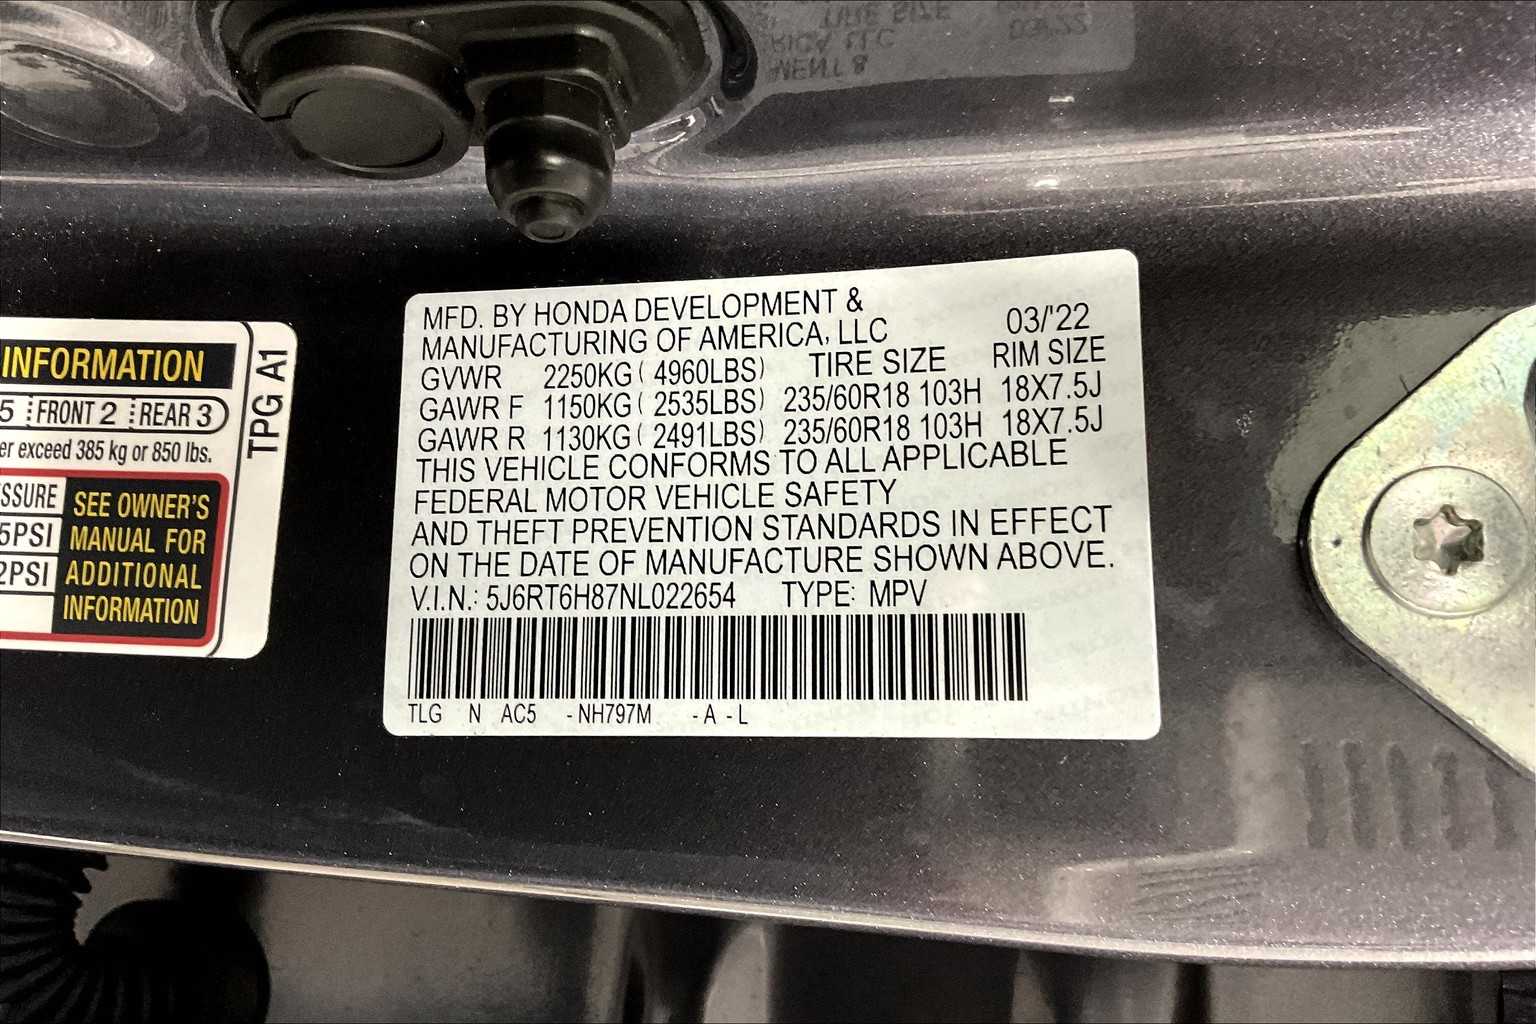 MFD. BY HONDA DEVELOPMENT &
MANUFACTURING OF AMERICA, LLC 03/'22
GVWR 2250KG ( 4960LBS) TIRE SIZE RIM SIZE
GAWR F 1150KG ( 2535LBS) 235/60R18 103H 18X7.5J
GAWR R 1130KG ( 2491LBS) 235/60R18 103H 18X7.5J
THIS VEHICLE CONFORMS TO ALL APPLICABLE
FEDERAL MOTOR VEHICLE SAFETY
AND THEFT PREVENTION STANDARDS IN EFFECT
ON THE DATE OF MANUFACTURE SHOWN ABOVE.
V.I.N.: 5J6RT6H87NL022654 TYPE: MPV
TLG N AC5 -NH797M -A -L
INFORMATION
5 FRONT 2 REAR 3
er exceed 385 kg or 850 lbs.
SSURE
5PSI
2PSI
SEE OWNER'S
MANUAL FOR
ADDITIONAL
INFORMATION
TPG A1